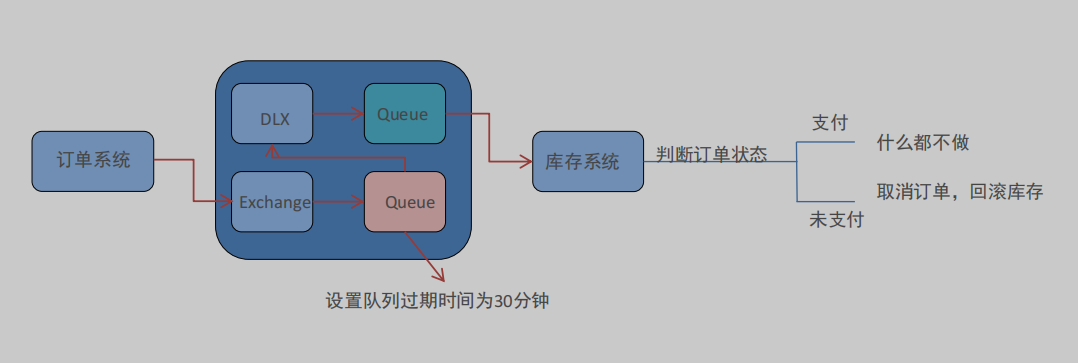 订单系统
DLX
Queue
Exchange
Queue
设置队列过期时间为30分钟
库存系统
判断订单状态
支付
什么都不做
取消订单，回滚库存
未支付